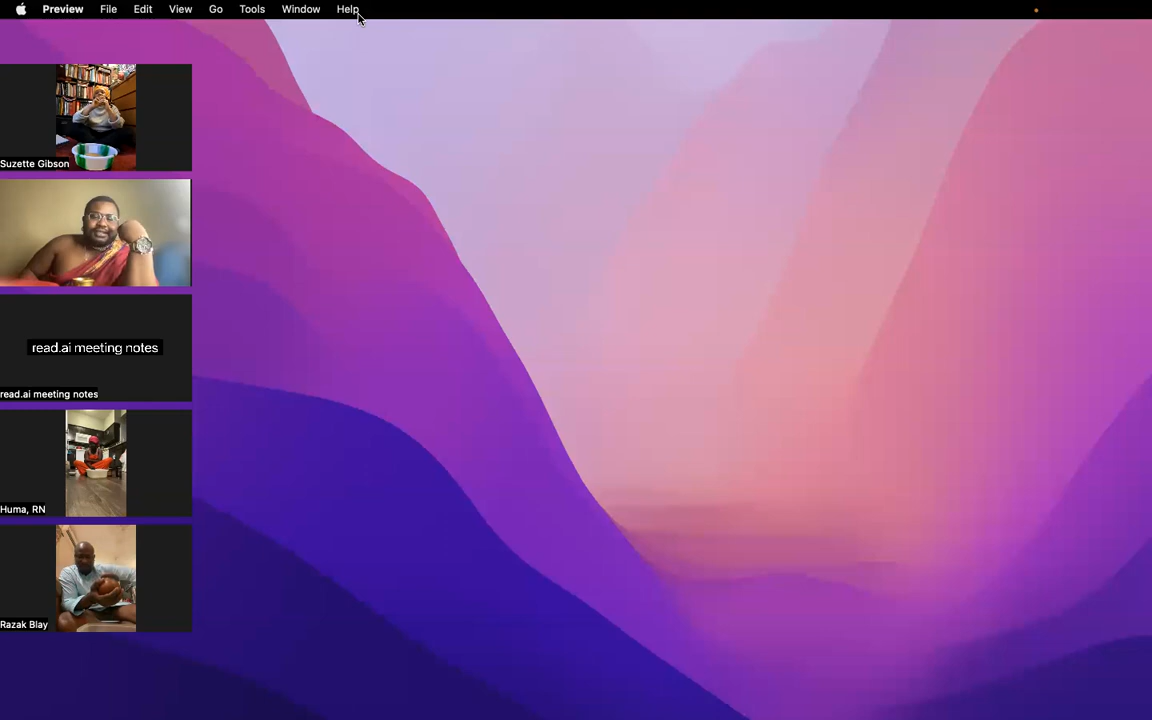 Preview File Edit View Go Tools Window Help
Suzette Gibson
read.ai meeting notes
read.ai meeting notes
Huma, RN
Razak Blay